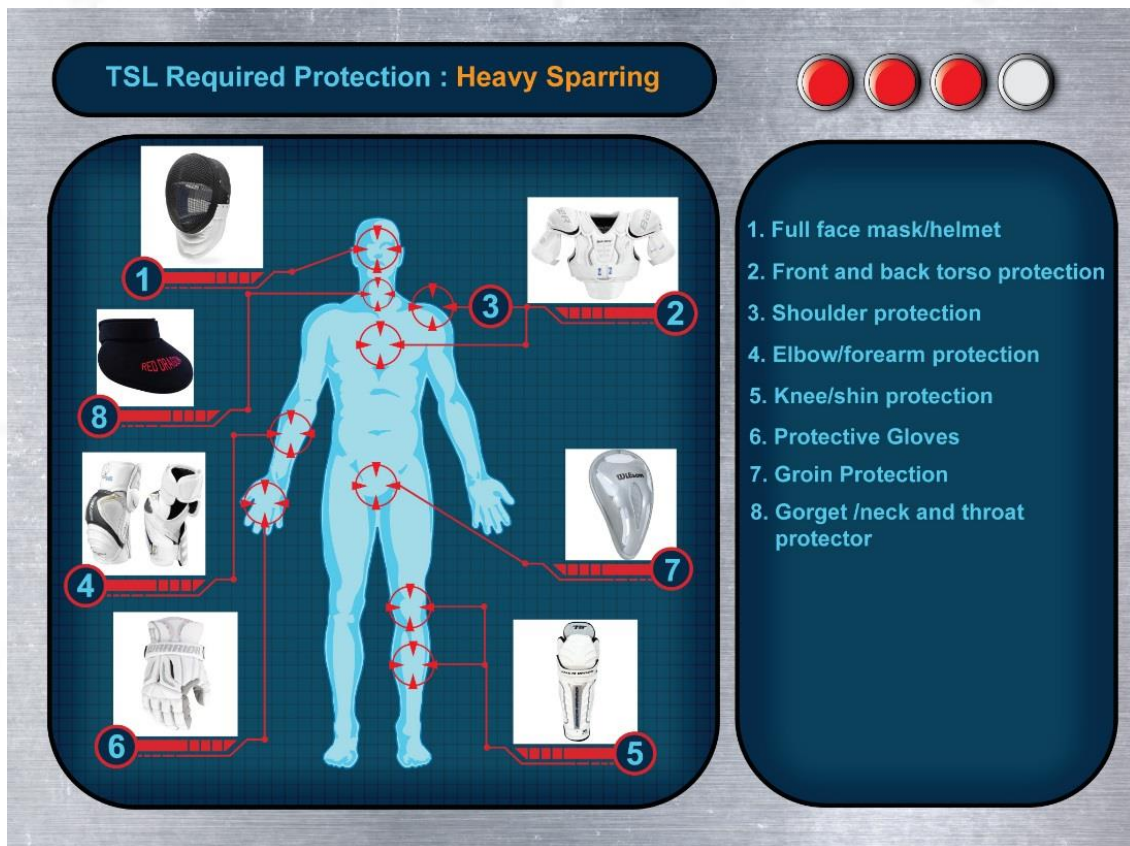 TSL Required Protection : Heavy Sparring
1
2
3
8
RED DRAGON
4
Wilson
7
WARRIOR
6
5
1. Full face mask/helmet
2. Front and back torso protection
3. Shoulder protection
4. Elbow/forearm protection
5. Knee/shin protection
6. Protective Gloves
7. Groin Protection
8. Gorget /neck and throat
protector